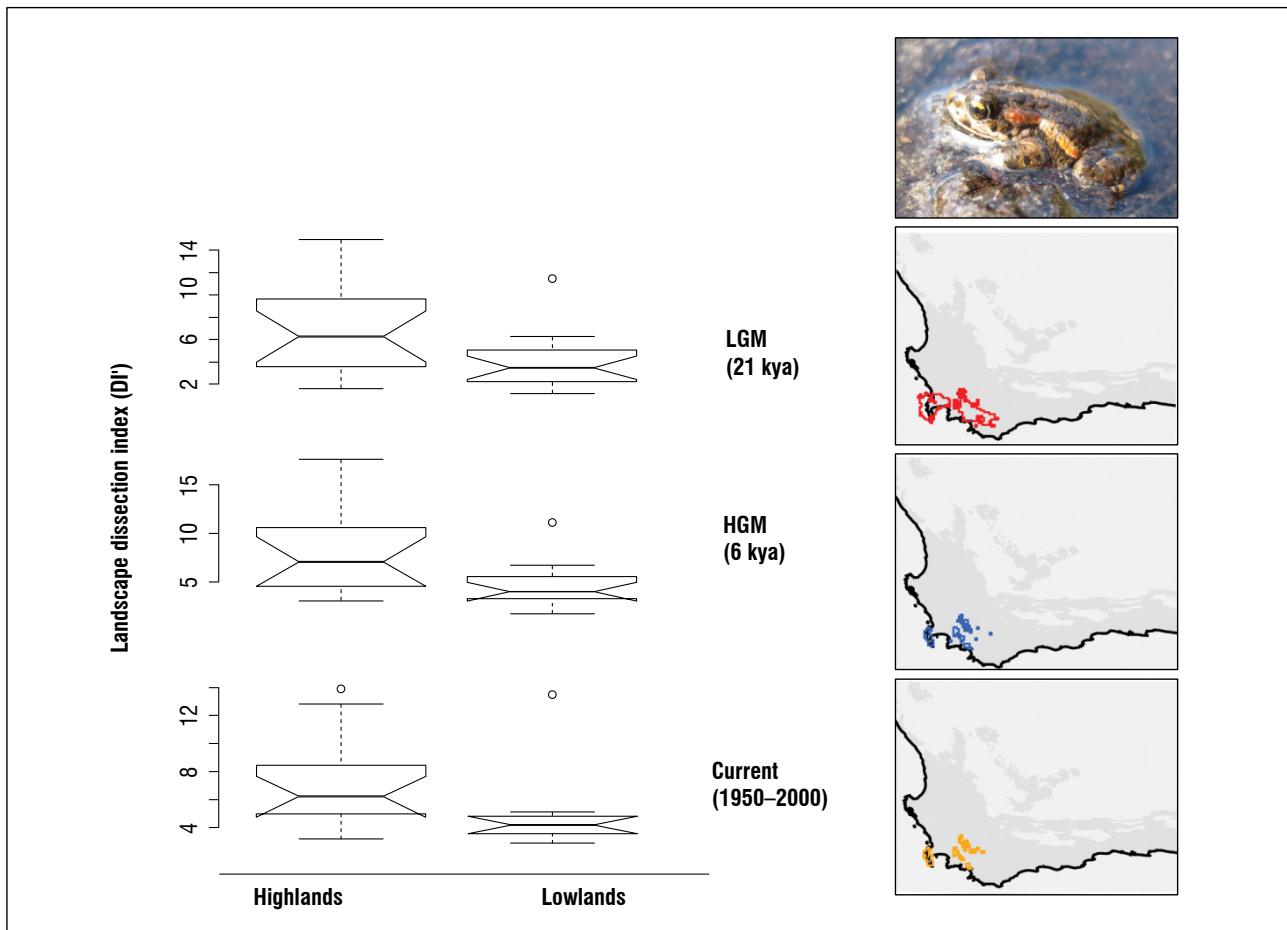 Landscape dissection index (DI')
14
10
6
2
LGM
(21 kya)
15
10
5
HGM
(6 kya)
12
8
4
Current
(1950–2000)
Highlands Lowlands